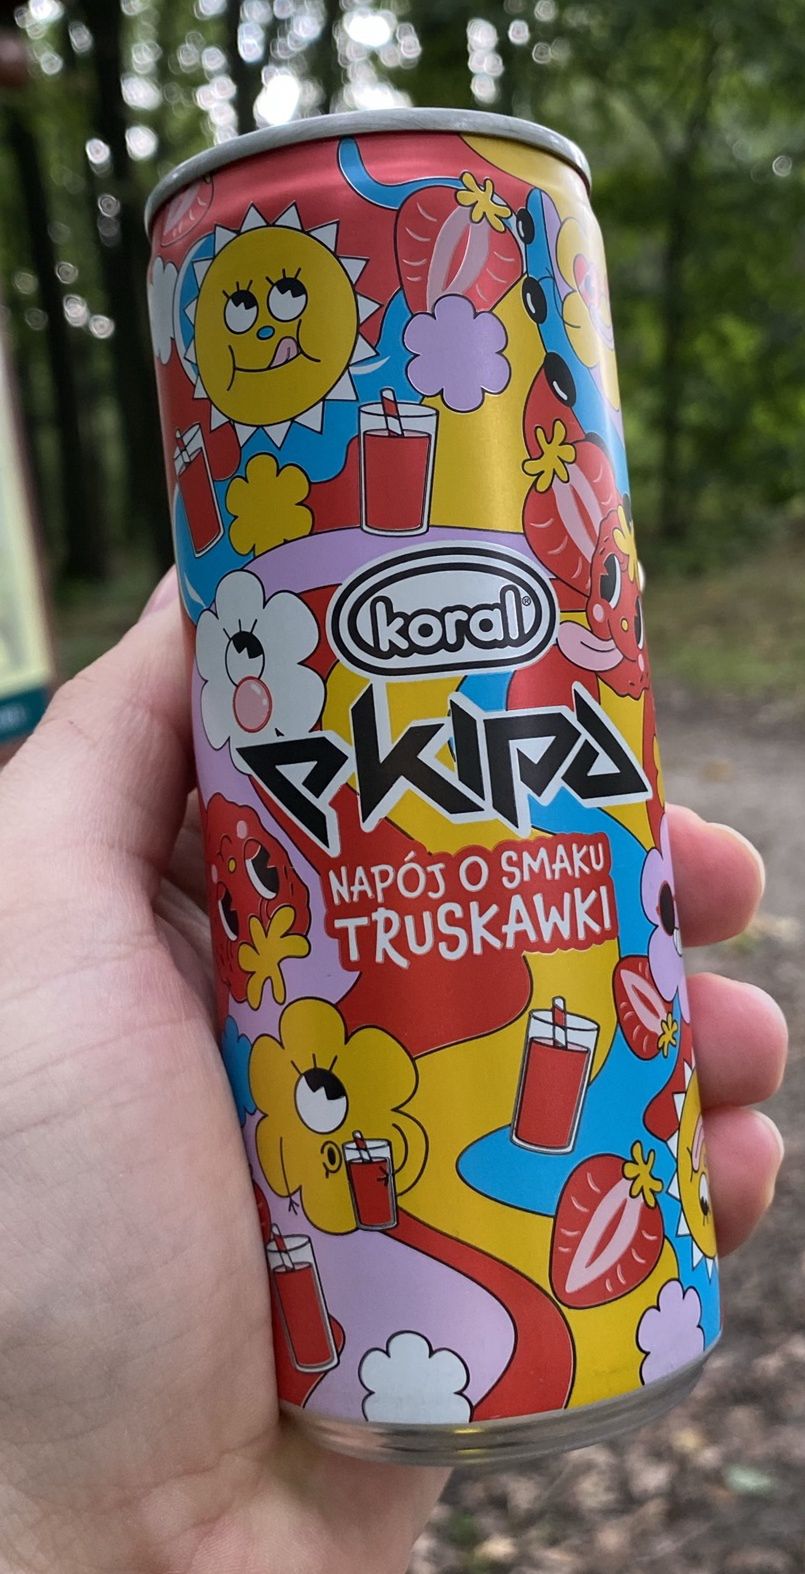 koral®
ekipa
NAPÓJ O SMAKU
TRUSKAWKI